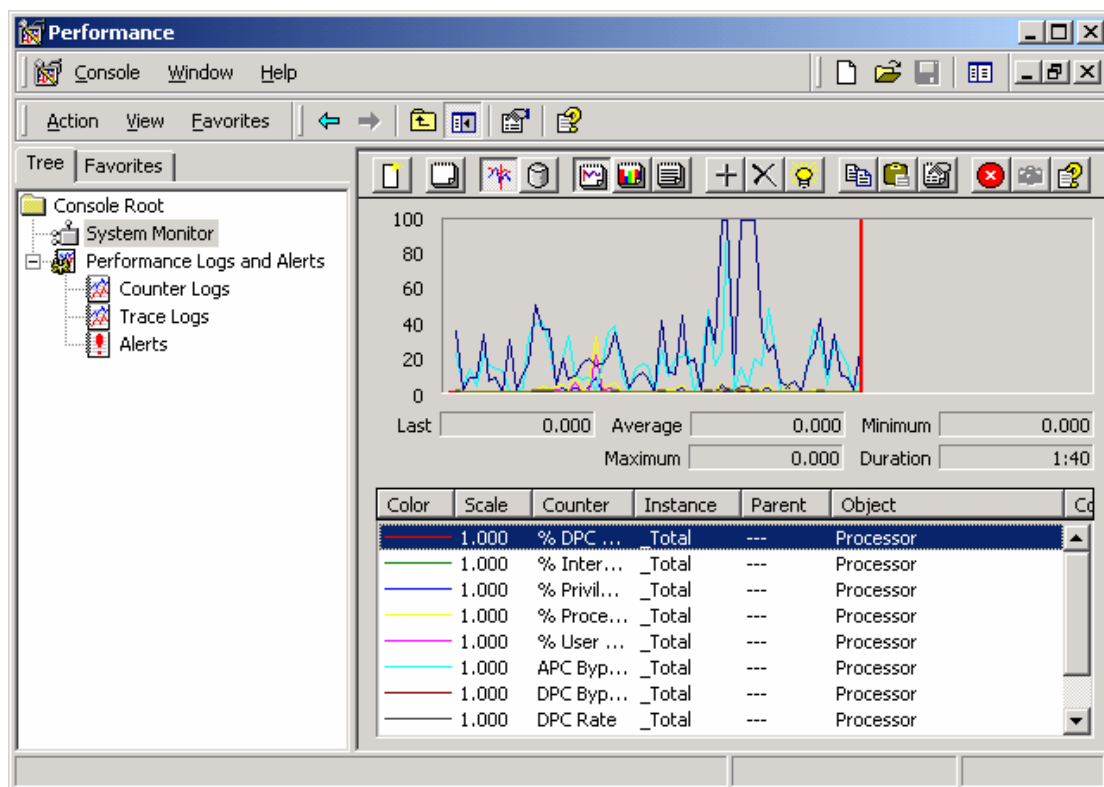 Performance
Console Window Help
Action View Favorites
Tree Favorites
Console Root
System Monitor
Performance Logs and Alerts
Counter Logs
Trace Logs
Alerts
100
80
60
40
20
0
Last 0.000 Average 0.000 Minimum 0.000
Maximum 0.000 Duration 1:40
Color Scale Counter Instance Parent Object Co
1.000 % DPC ... _Total --- Processor
1.000 % Inter... _Total --- Processor
1.000 % Privil... _Total --- Processor
1.000 % Proce... _Total --- Processor
1.000 % User ... _Total --- Processor
1.000 APC Byp... _Total --- Processor
1.000 DPC Byp... _Total --- Processor
1.000 DPC Rate _Total --- Processor